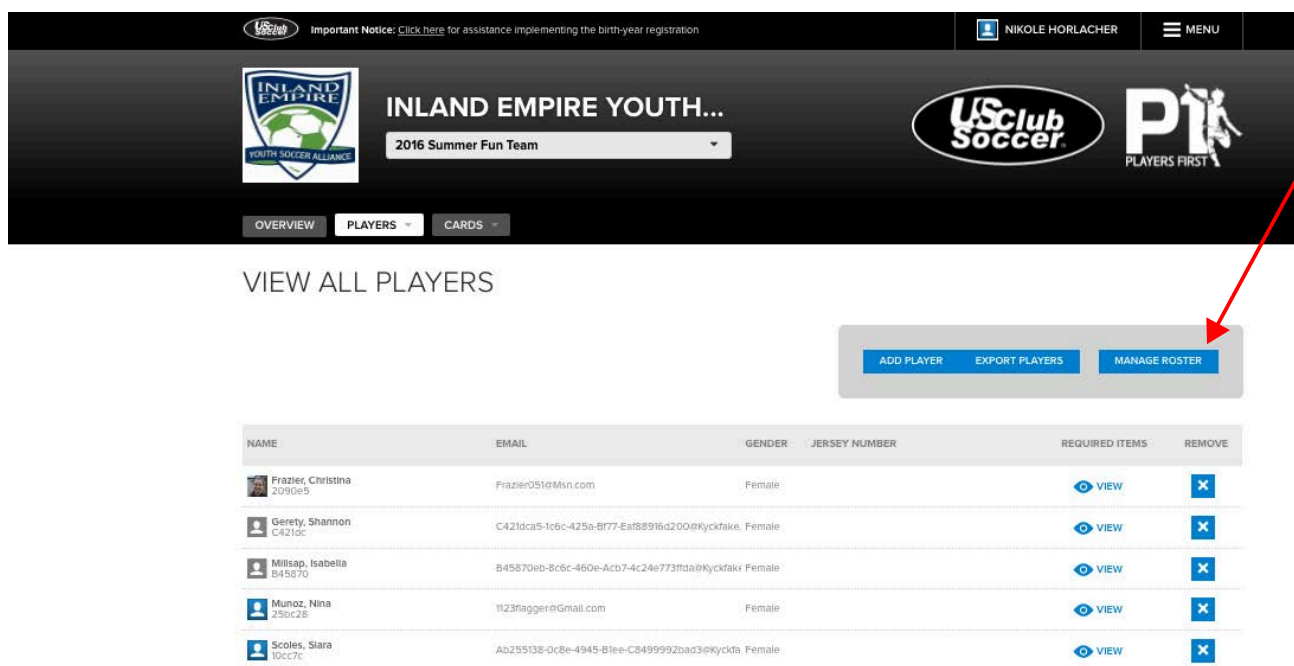 USclub Soccer Important Notice: Click here for assistance implementing the birth-year registration NIKOLE HORLACHER MENU
INLAND EMPIRE
YOUTH SOCCER ALLIANCE
INLAND EMPIRE YOUTH...
2016 Summer Fun Team
USclub Soccer.
P1
PLAYERS FIRST
OVERVIEW PLAYERS CARDS
VIEW ALL PLAYERS
ADD PLAYER EXPORT PLAYERS MANAGE ROSTER
NAME EMAIL GENDER JERSEY NUMBER REQUIRED ITEMS REMOVE
Frazier, Christina Frazier051@Msn.com Female VIEW
2090e5
Gerety, Shannon C421dca5-1c6c-425a-Bf77-Eaf88916d200@Kyckfake. Female VIEW
C421dc
Millsap, Isabella B45870eb-8c6c-460e-Acb7-4c24e773ffda@Kyckfake Female VIEW
B45870
Munoz, Nina 1123flagger@Gmail.com Female VIEW
25bc28
Scoles, Siara Ab255138-0c8e-4945-B1ee-C8499992bad3@Kyckfa Female VIEW
10cc7c